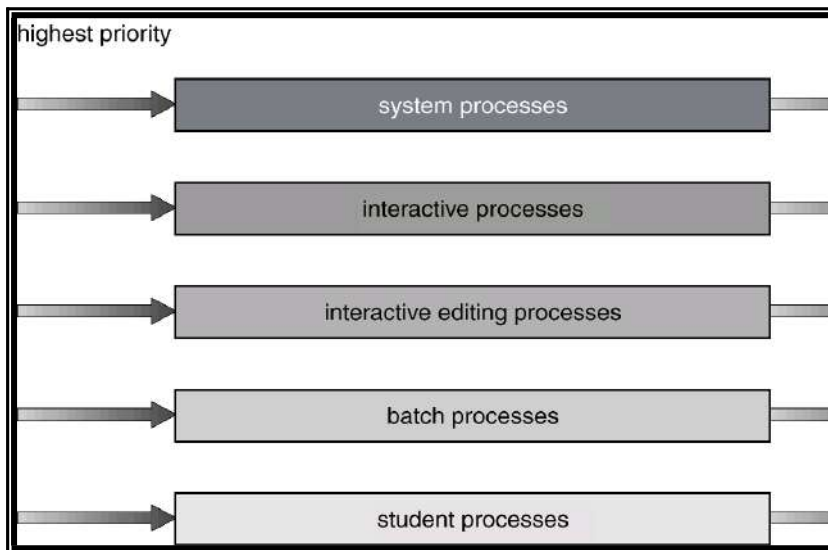 highest priority
system processes
interactive processes
interactive editing processes
batch processes
student processes